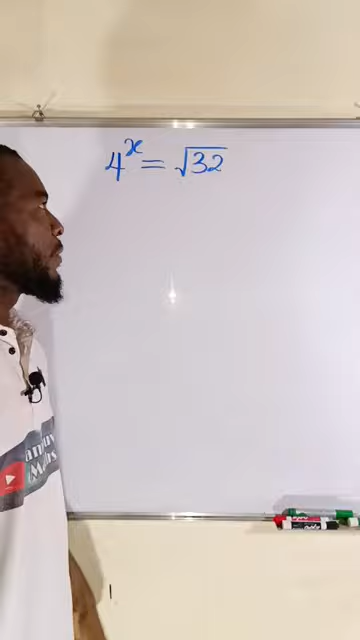 4^x = √32